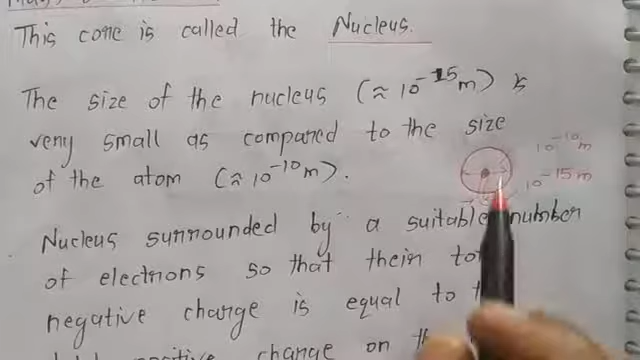 This core is called the Nucleus.
The size of the nucleus (≈ 10⁻¹⁵m) is
very small as compared to the size
of the atom (≈ 10⁻¹⁰m).
10⁻¹⁰m
10⁻¹⁵m
Nucleus surrounded by a suitable number
of electrons so that their
negative charge is equal to
positive charge on